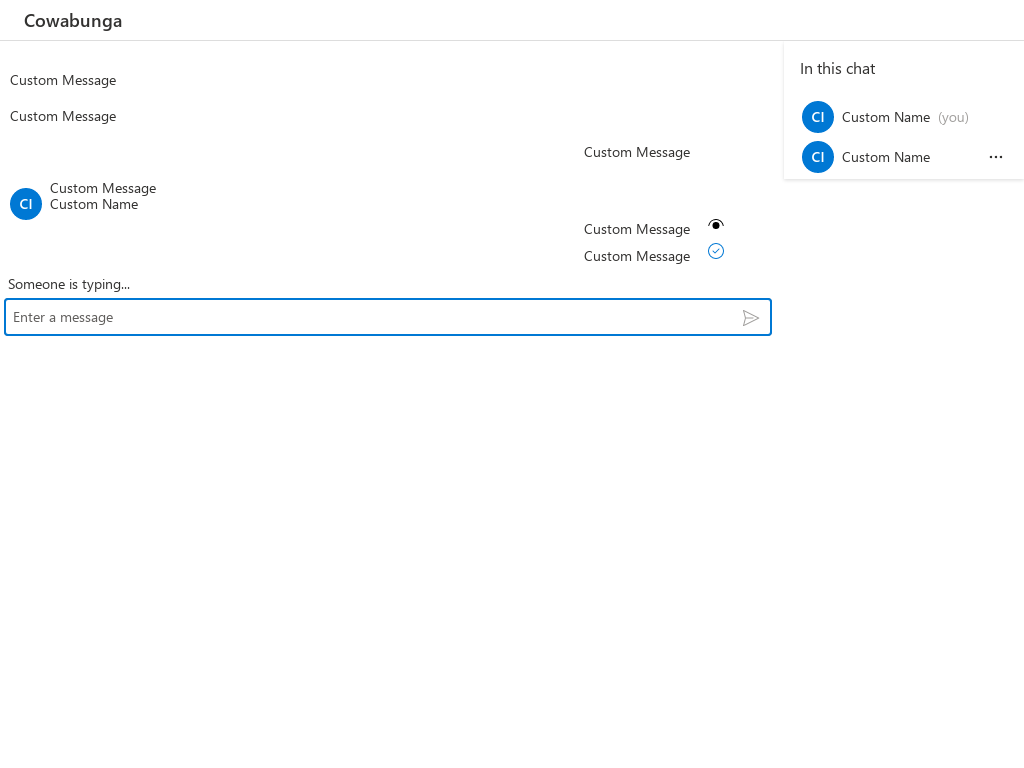 Cowabunga
Custom Message
Custom Message
Custom Message
CI
Custom Message
Custom Name
Custom Message
Custom Message
Someone is typing...
Enter a message
In this chat
CI Custom Name (you)
CI Custom Name